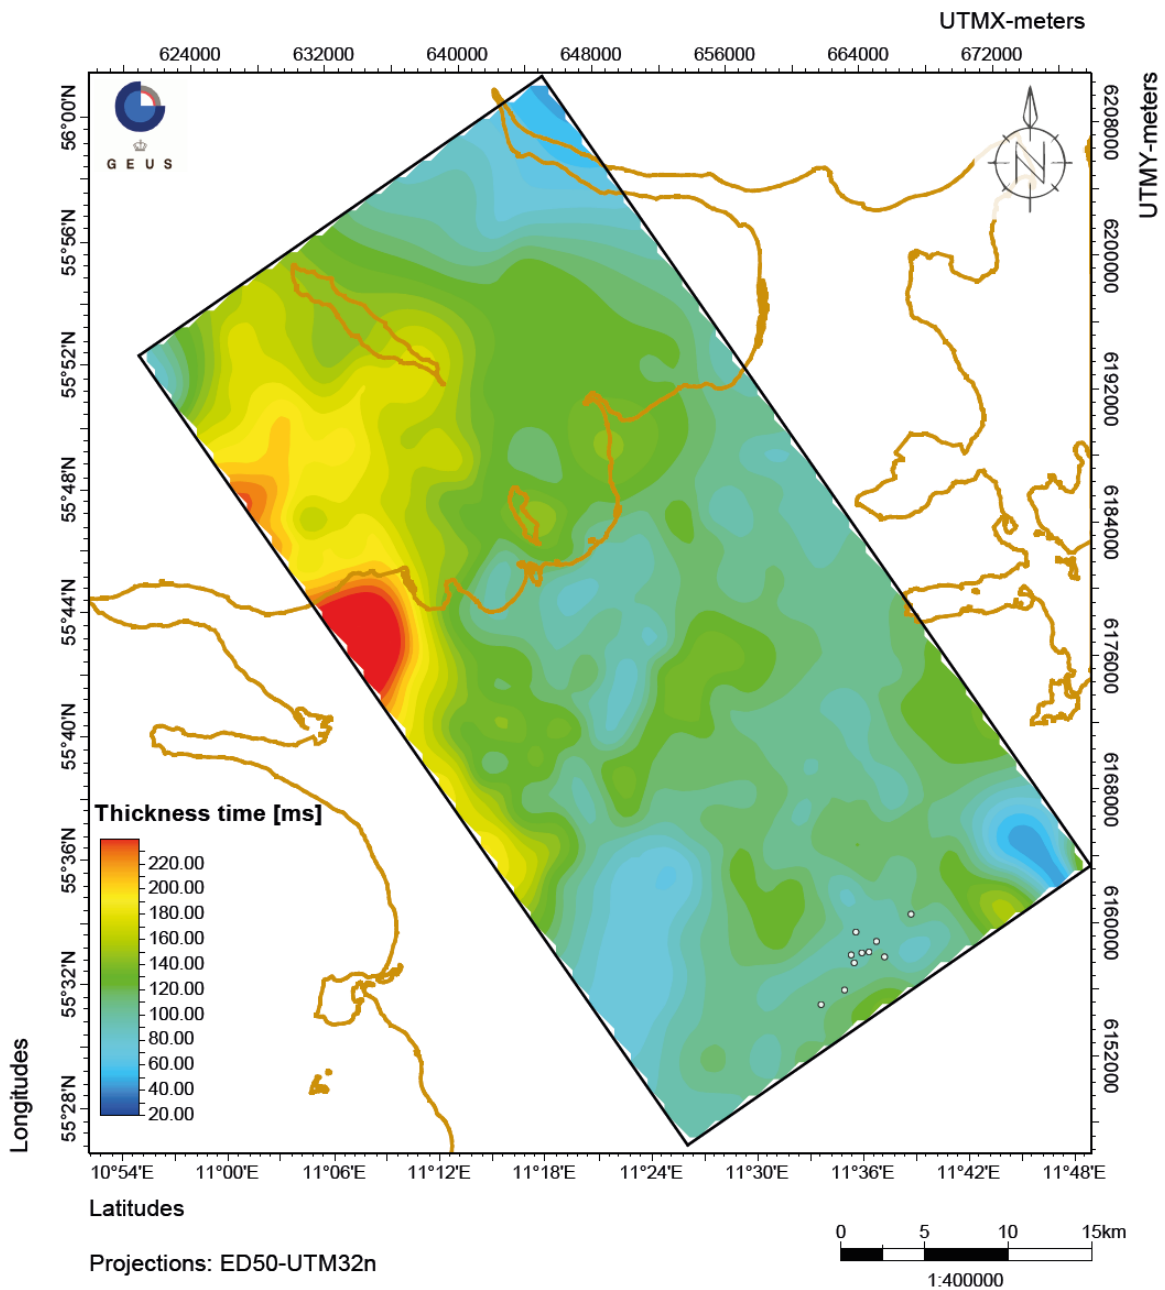 UTMX-meters
624000 632000 640000 648000 656000 664000 672000
UTMY-meters
6208000
6200000
6192000
6184000
6176000
6168000
6160000
6152000
N
GEUS
56°00'N
55°56'N
55°52'N
55°48'N
55°44'N
55°40'N
55°36'N
55°32'N
55°28'N
Longitudes
Thickness time [ms]
220.00
200.00
180.00
160.00
140.00
120.00
100.00
80.00
60.00
40.00
20.00
10°54'E 11°00'E 11°06'E 11°12'E 11°18'E 11°24'E 11°30'E 11°36'E 11°42'E 11°48'E
Latitudes
Projections: ED50-UTM32n
0 5 10 15km
1:400000